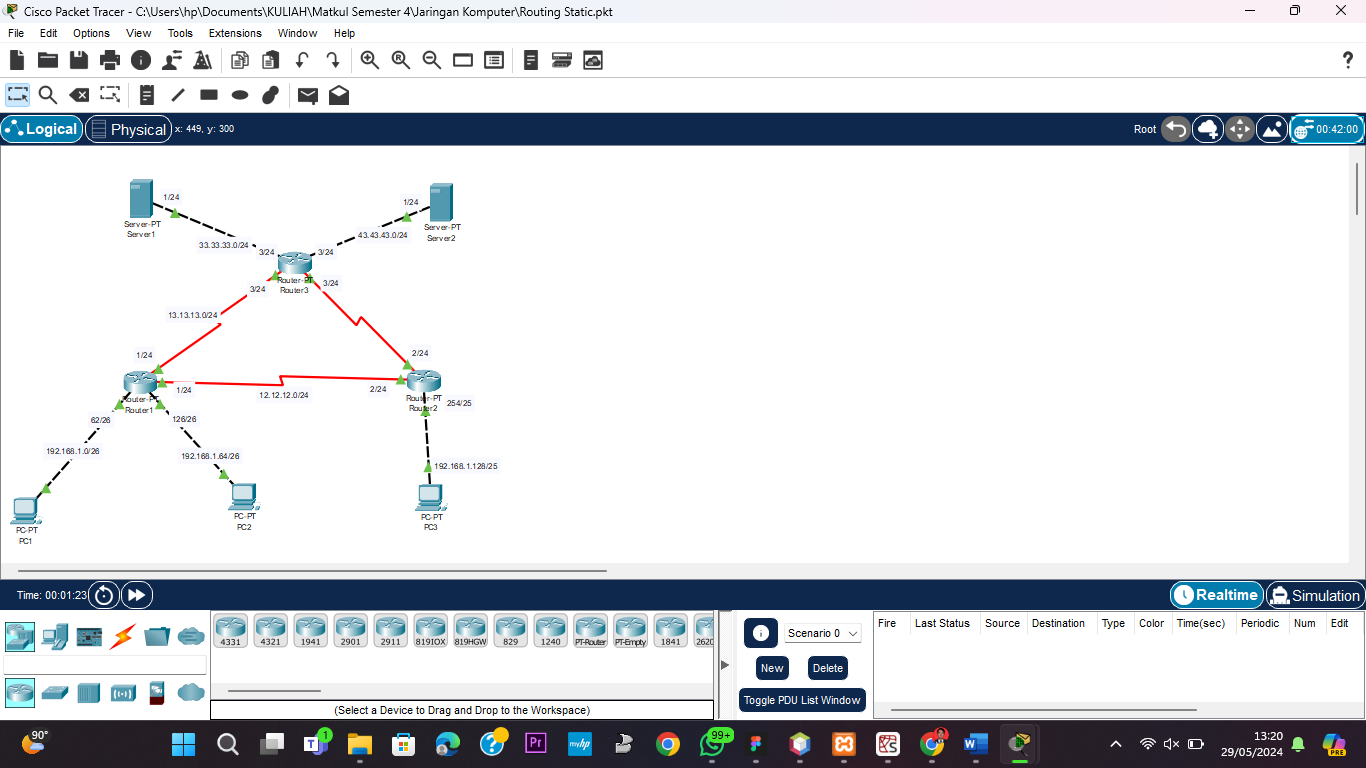 Cisco Packet Tracer - C:\Users\hp\Documents\KULIAH\Matkul Semester 4\Jaringan Komputer\Routing Static.pkt
File Edit Options View Tools Extensions Window Help
?
Logical Physical x: 449, y: 300 Root 00:42:00
1/24
Server-PT
Server1
1/24
Server-PT
Server2
33.33.33.0/24
43.43.43.0/24
3/24
3/24
Router-PT
Router3
3/24
3/24
13.13.13.0/24
1/24
2/24
1/24
12.12.12.0/24
2/24
Router-PT
Router1
Router-PT
Router2
254/25
62/26
126/26
192.168.1.0/26
192.168.1.64/26
192.168.1.128/25
PC-PT
PC1
PC-PT
PC2
PC-PT
PC3
Time: 00:01:23 Realtime Simulation
4331 4321 1941 2901 2911 819IOX 819HGW 829 1240 PT-Router PT-Empty 1841 2620
Scenario 0
New Delete
Toggle PDU List Window
Fire Last Status Source Destination Type Color Time(sec) Periodic Num Edit
(Select a Device to Drag and Drop to the Workspace)
90°
1
Pr
myhp
99+
W
PRE
13:20
29/05/2024